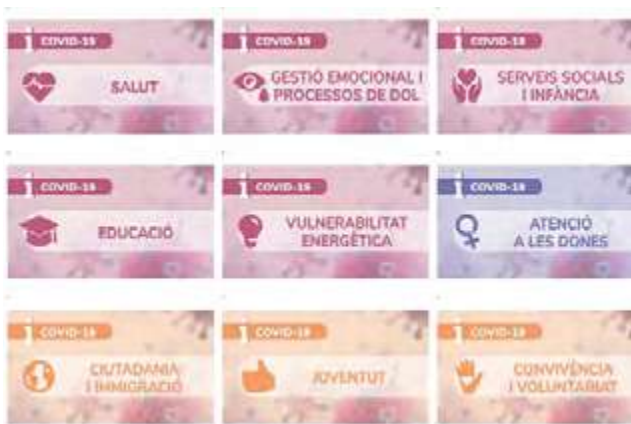 i COVID-19
SALUT
i COVID-19
GESTIÓ EMOCIONAL I
PROCESSOS DE DOL
i COVID-19
SERVEIS SOCIALS
I INFÀNCIA
i COVID-19
EDUCACIÓ
i COVID-19
VULNERABILITAT
ENERGÈTICA
i COVID-19
ATENCIÓ
A LES DONES
i COVID-19
CIUTADANIA
I IMMIGRACIÓ
i COVID-19
JOVENTUT
i COVID-19
CONVIVÈNCIA
I VOLUNTARIAT